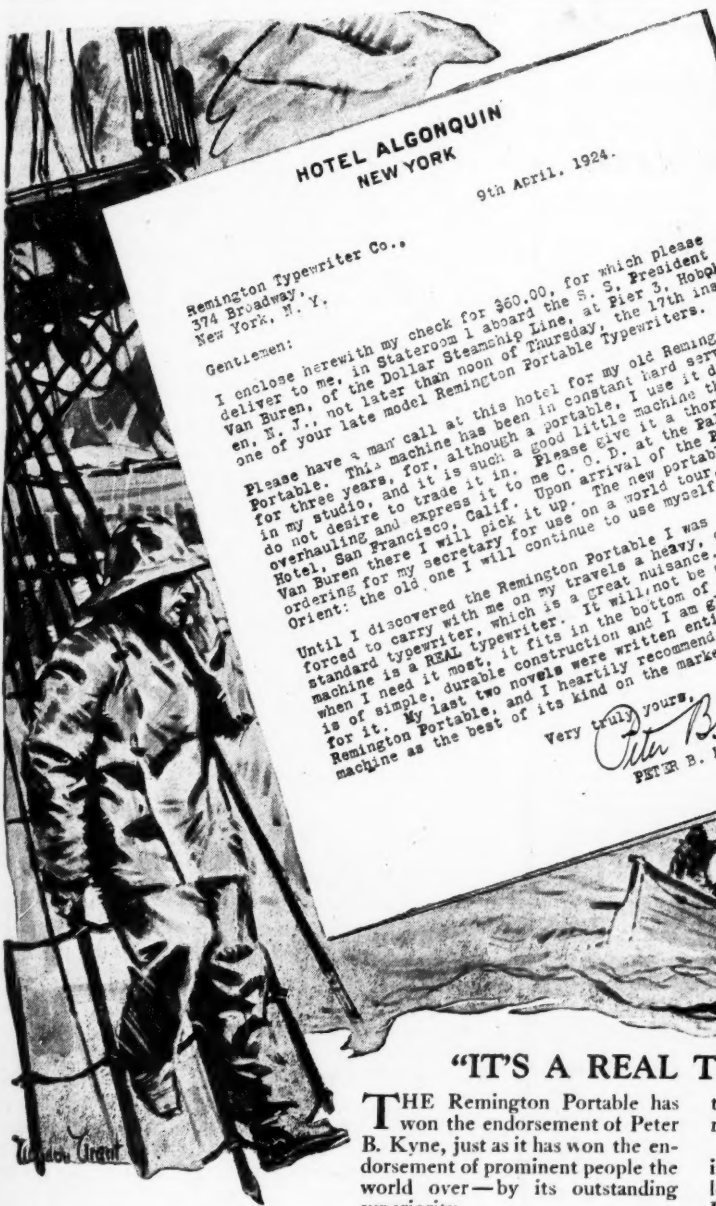 HOTEL ALGONQUIN
NEW YORK
9th April, 1924.
Remington Typewriter Co.,
374 Broadway,
New York, N. Y.
Gentlemen:
I enclose herewith my check for $60.00, for which please
deliver to me, in Stateroom 1 aboard the S. S. President
Van Buren, of the Dollar Steamship Line, at Pier 3, Hobok
en, N. J., not later than noon of Thursday, the 17th ins
one of your late model Remington Portable Typewriters.
Please have a man call at this hotel for my old Reming
Portable. This machine has been in constant hard serv
for three years, for, although a portable, I use it d
in my studio, and it is such a good little machine th
do not desire to trade it in. Please give it a thor
overhauling and express it to me C. O. D. at the Pa
Hotel, San Francisco, Calif. Upon arrival of the P
Van Buren there I will pick it up. The new portabl
ordering for my secretary for use on a world tour,
Orient: the old one I will continue to use myself
Until I discovered the Remington Portable I was
forced to carry with me on my travels a heavy,
standard typewriter, which is a great nuisance.
machine is a REAL typewriter. It will not be
when I need it most, it fits in the bottom of
is of simple, durable construction and I am g
for it. My last two novels were written enti
Remington Portable, and I heartily recommend
machine as the best of its kind on the marke
Very truly yours,
Peter B.
PETER B.
"IT'S A REAL T
THE Remington Portable has
won the endorsement of Peter
B. Kyne, just as it has won the en-
dorsement of prominent people the
world over—by its outstanding
superiority.